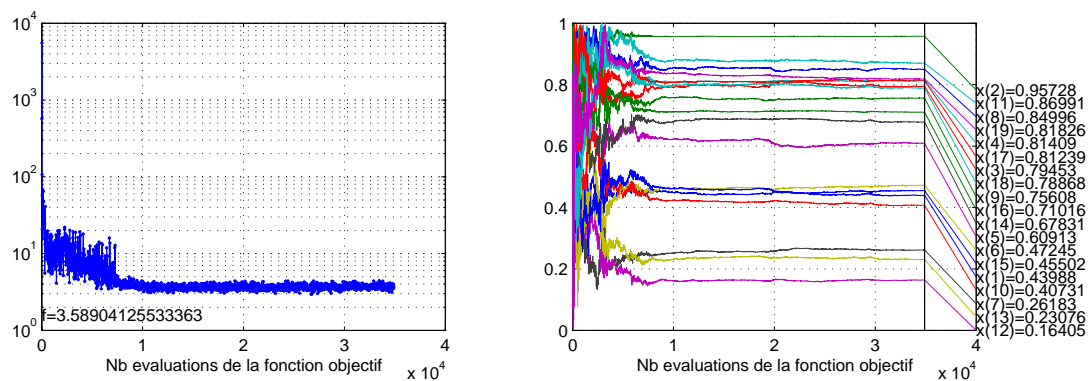 10^4
10^3
10^2
10^1
10^0
f=3.58904125533363
0
1
2
3
4
x 10^4
Nb evaluations de la fonction objectif
1
0.8
0.6
0.4
0.2
0
0
1
2
3
4
x 10^4
Nb evaluations de la fonction objectif
x(2)=0.95728
x(11)=0.86991
x(8)=0.84996
x(19)=0.81826
x(4)=0.81409
x(17)=0.81239
x(3)=0.79453
x(18)=0.78868
x(9)=0.75608
x(16)=0.71016
x(14)=0.67831
x(5)=0.60913
x(6)=0.47245
x(15)=0.45502
x(1)=0.43988
x(10)=0.40731
x(7)=0.26183
x(13)=0.23076
x(12)=0.16405